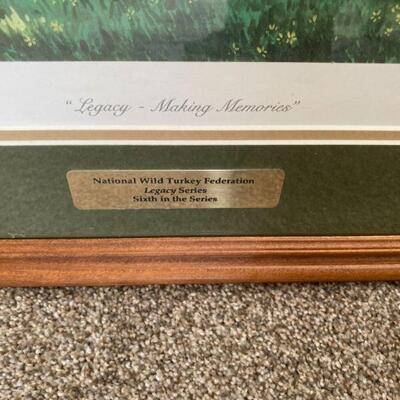 "Legacy - Making Memories"
National Wild Turkey Federation
Legacy Series
Sixth in the Series